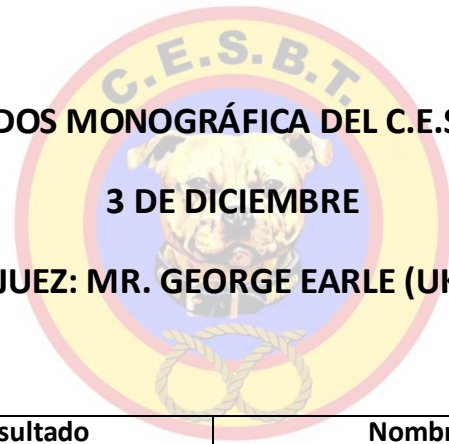 C.E.S.B.T.
DOS MONOGRÁFICA DEL C.E.S
3 DE DICIEMBRE
JUEZ: MR. GEORGE EARLE (UK
sultado Nombr